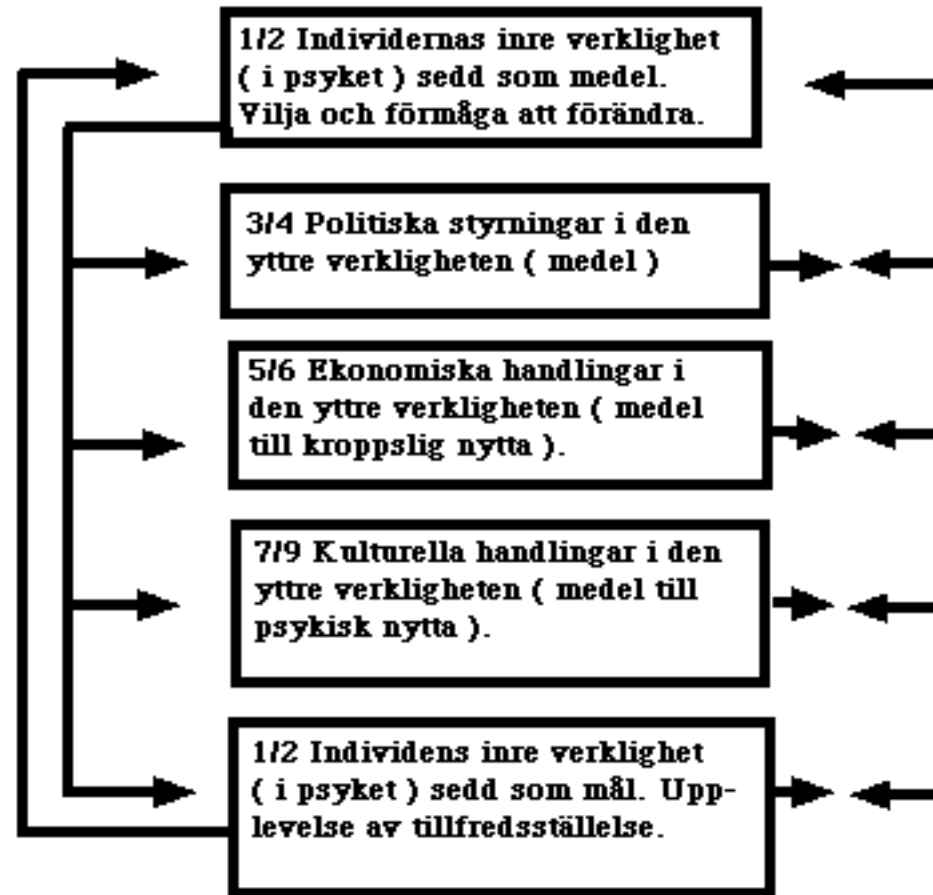 1/2 Individernas inre verklighet
( i psyket ) sedd som medel.
Vilja och förmåga att förändra.
3/4 Politiska styrningar i den
yttre verkligheten ( medel )
5/6 Ekonomiska handlingar i
den yttre verkligheten ( medel
till kroppslig nytta ).
7/9 Kulturella handlingar i den
yttre verkligheten ( medel till
psykisk nytta ).
1/2 Individens inre verklighet
( i psyket ) sedd som mål. Upp-
levelse av tillfredsställelse.